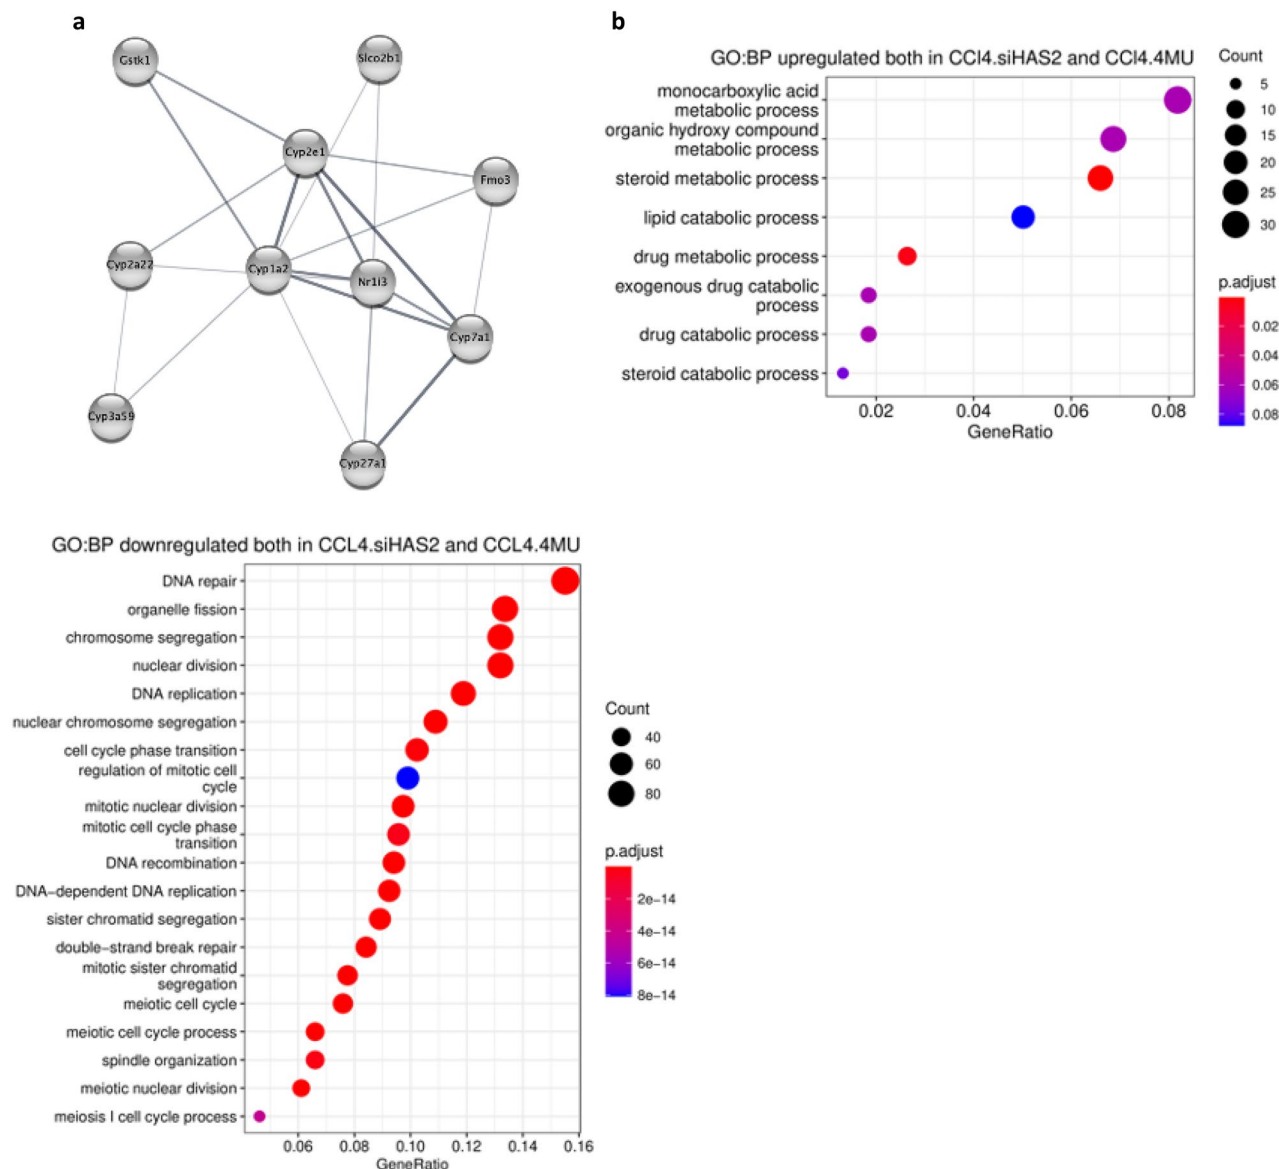 a
Gstk1
Slco2b1
Cyp2e1
Fmo3
Cyp2a22
Cyp1a2
Nr1i3
Cyp7a1
Cyp3a59
Cyp27a1
b
GO:BP upregulated both in CCl4.siHAS2 and CCl4.4MU
monocarboxylic acid
metabolic process
organic hydroxy compound
metabolic process
steroid metabolic process
lipid catabolic process
drug metabolic process
exogenous drug catabolic
process
drug catabolic process
steroid catabolic process
0.02 0.04 0.06 0.08
GeneRatio
Count
5
10
15
20
25
30
p.adjust
0.02
0.04
0.06
0.08
GO:BP downregulated both in CCL4.siHAS2 and CCL4.4MU
DNA repair
organelle fission
chromosome segregation
nuclear division
DNA replication
nuclear chromosome segregation
cell cycle phase transition
regulation of mitotic cell
cycle
mitotic nuclear division
mitotic cell cycle phase
transition
DNA recombination
DNA−dependent DNA replication
sister chromatid segregation
double−strand break repair
mitotic sister chromatid
segregation
meiotic cell cycle
meiotic cell cycle process
spindle organization
meiotic nuclear division
meiosis I cell cycle process
0.06 0.08 0.10 0.12 0.14 0.16
GeneRatio
Count
40
60
80
p.adjust
2e−14
4e−14
6e−14
8e−14